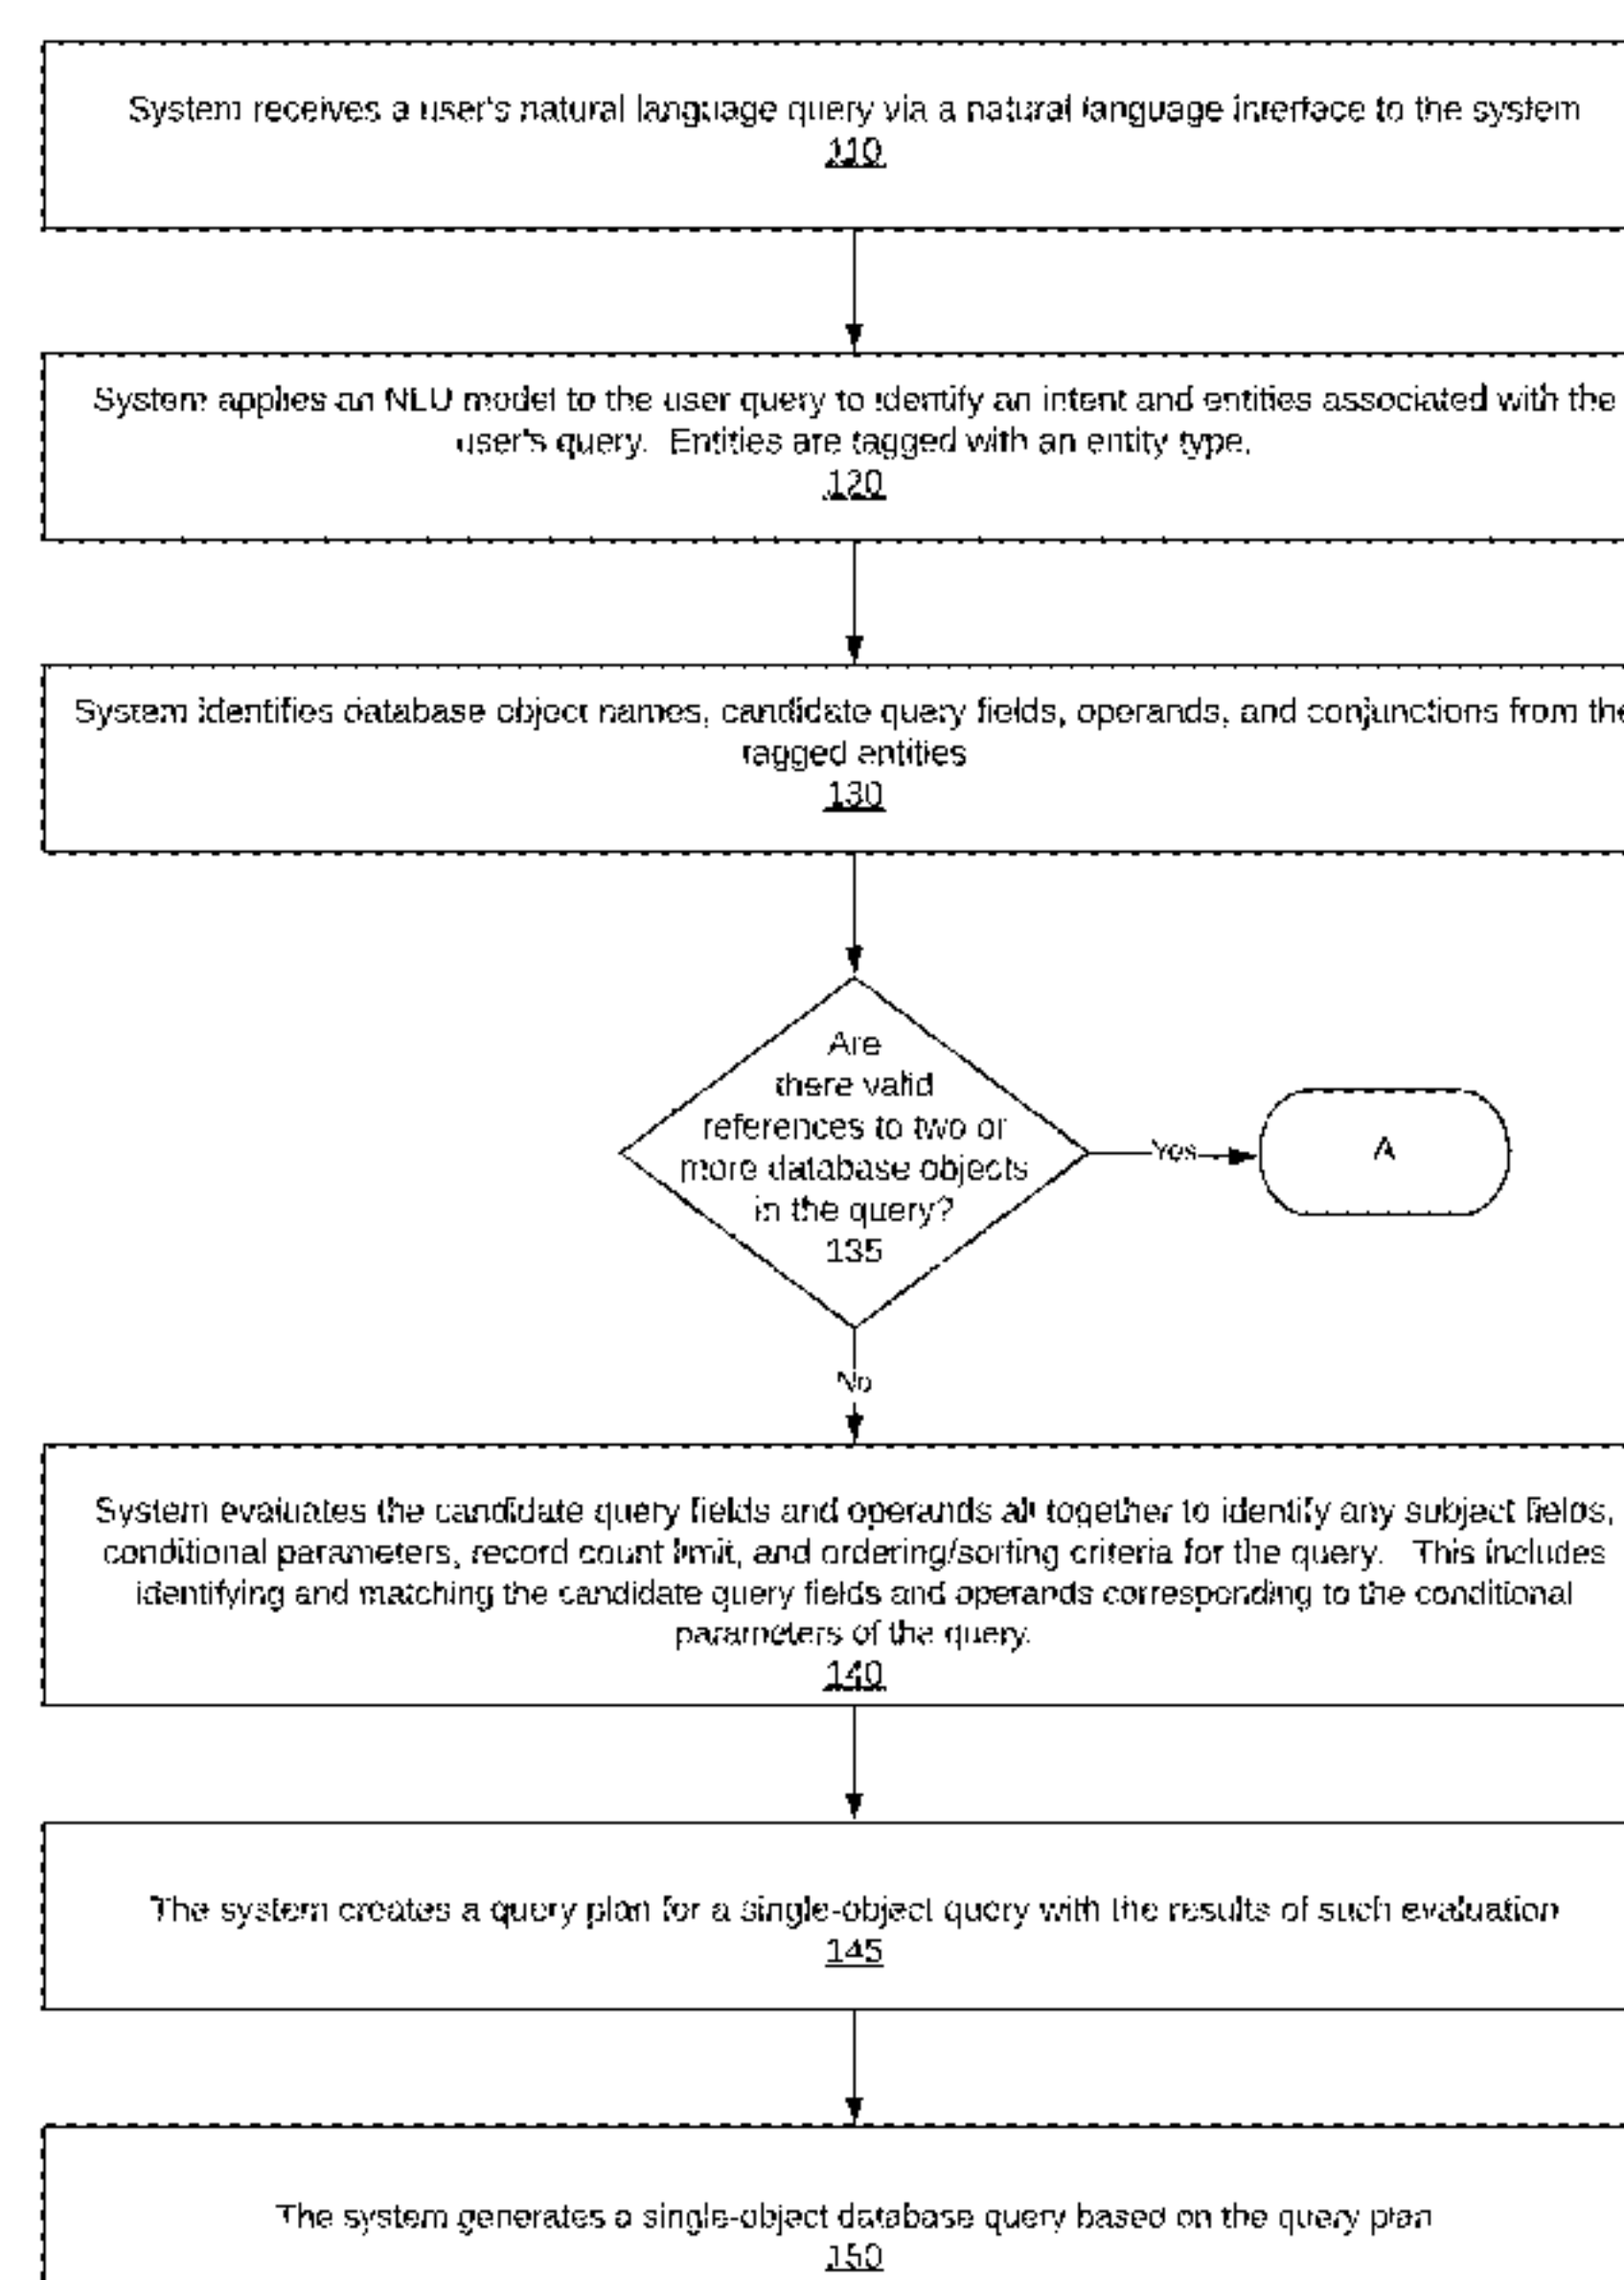 System receives a user's natural language query via a natural language interface to the system
110
System applies an NLU model to the user query to identify an intent and entities associated with the
user's query. Entities are tagged with an entity type.
120
System identifies database object names, candidate query fields, operands, and conjunctions from the
tagged entities
130
Are
there valid
references to two or
more database objects
in the query?
135
Yes
A
No
System evaluates the candidate query fields and operands all together to identify any subject fields,
conditional parameters, record count limit, and ordering/sorting criteria for the query. This includes
identifying and matching the candidate query fields and operands corresponding to the conditional
parameters of the query.
140
The system creates a query plan for a single-object query with the results of such evaluation
145
The system generates a single-object database query based on the query plan
150